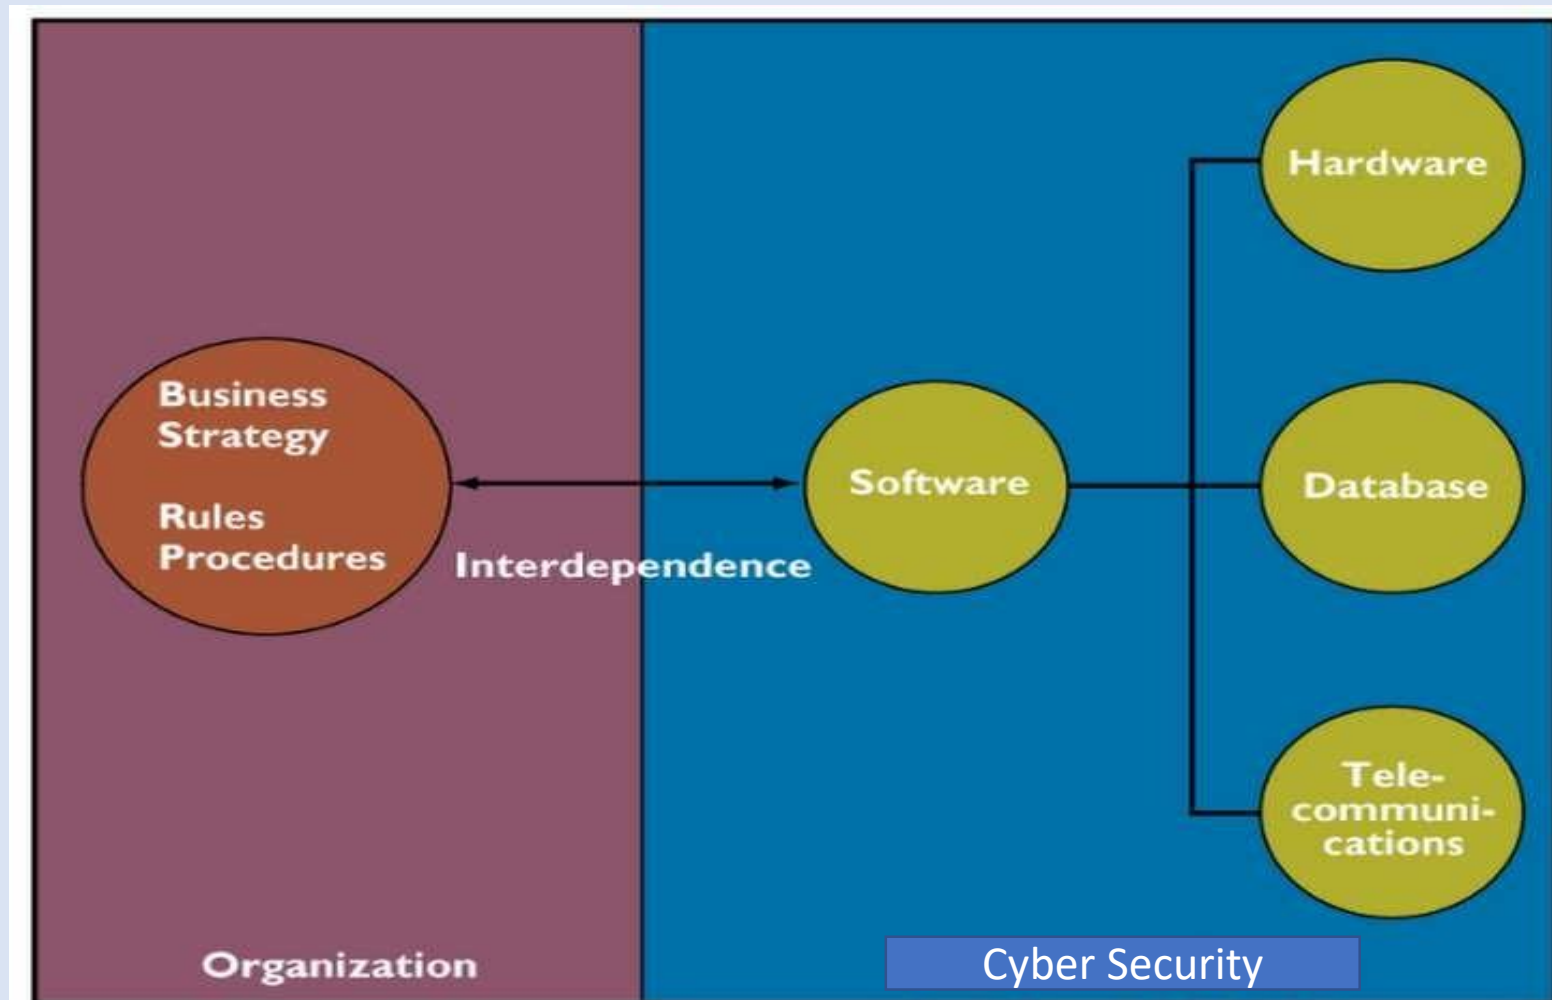 Business
Strategy
Rules
Procedures
Interdependence
Software
Hardware
Database
Tele-
communi-
cations
Organization
Cyber Security